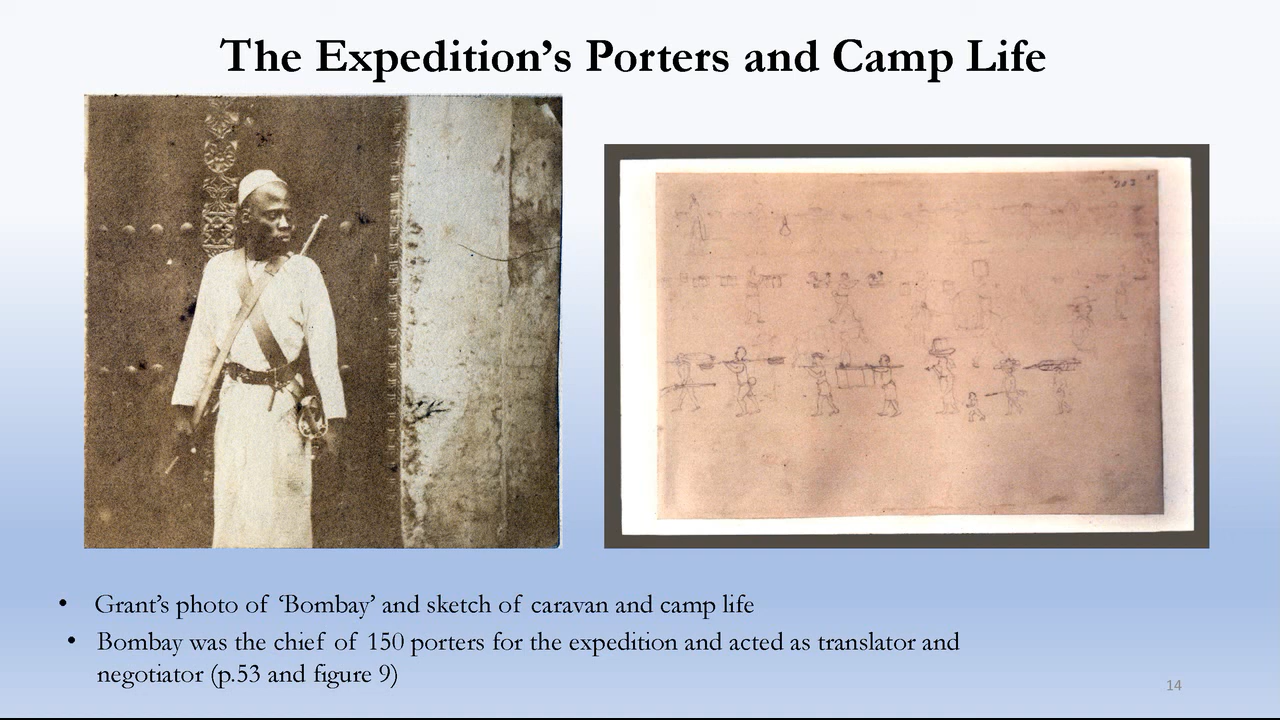 The Expedition’s Porters and Camp Life
• Grant’s photo of ‘Bombay’ and sketch of caravan and camp life
• Bombay was the chief of 150 porters for the expedition and acted as translator and
negotiator (p.53 and figure 9)
14